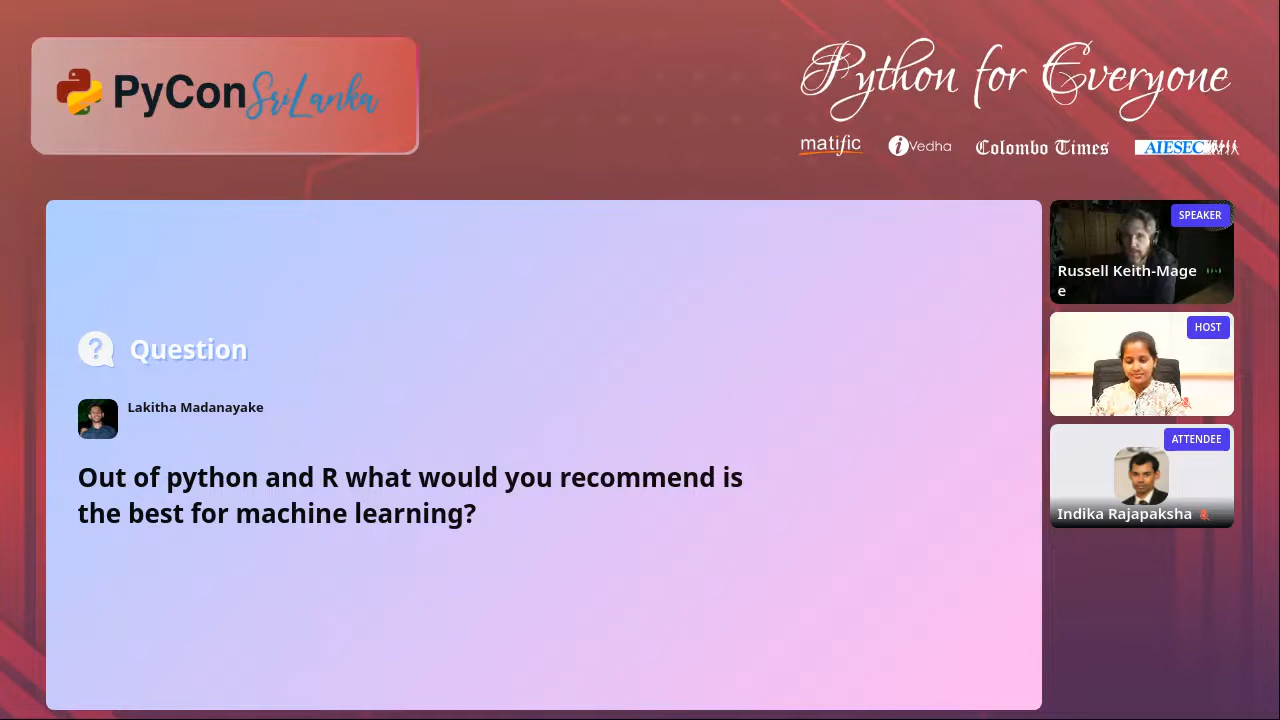 PyCon SriLanka
Python for Everyone
matific
i Vedha
Colombo Times
AIESEC
SPEAKER
Russell Keith-Mage
e
HOST
ATTENDEE
Indika Rajapaksha
? Question
Lakitha Madanayake
Out of python and R what would you recommend is
the best for machine learning?